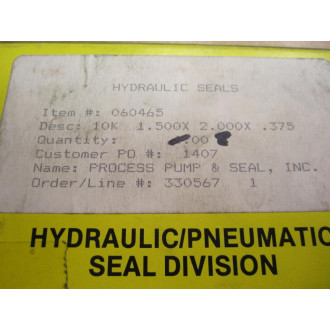 HYDRAULIC SEALS
Item #: 060465
Desc: 10K 1.500X 2.000X .375
Quantity: .00
Customer PO #: 1407
Name: PROCESS PUMP & SEAL, INC.
Order/Line #: 330567 1
HYDRAULIC/PNEUMATIC
SEAL DIVISION